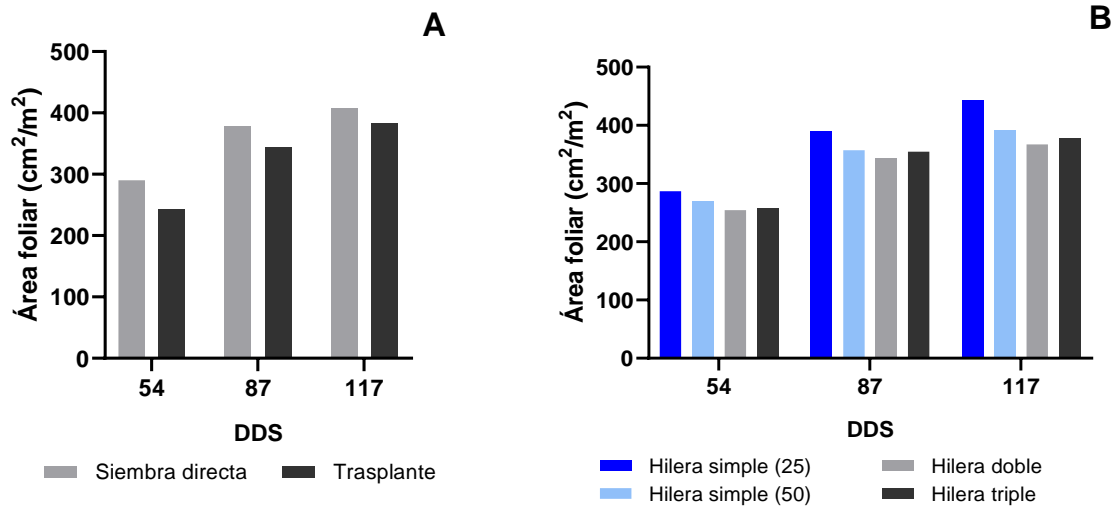 A
500
400
300
200
100
0
Área foliar (cm²/m²)
54 87 117
DDS
Siembra directa Trasplante
B
500
400
300
200
100
0
Área foliar (cm²/m²)
54 87 117
DDS
Hilera simple (25) Hilera doble
Hilera simple (50) Hilera triple